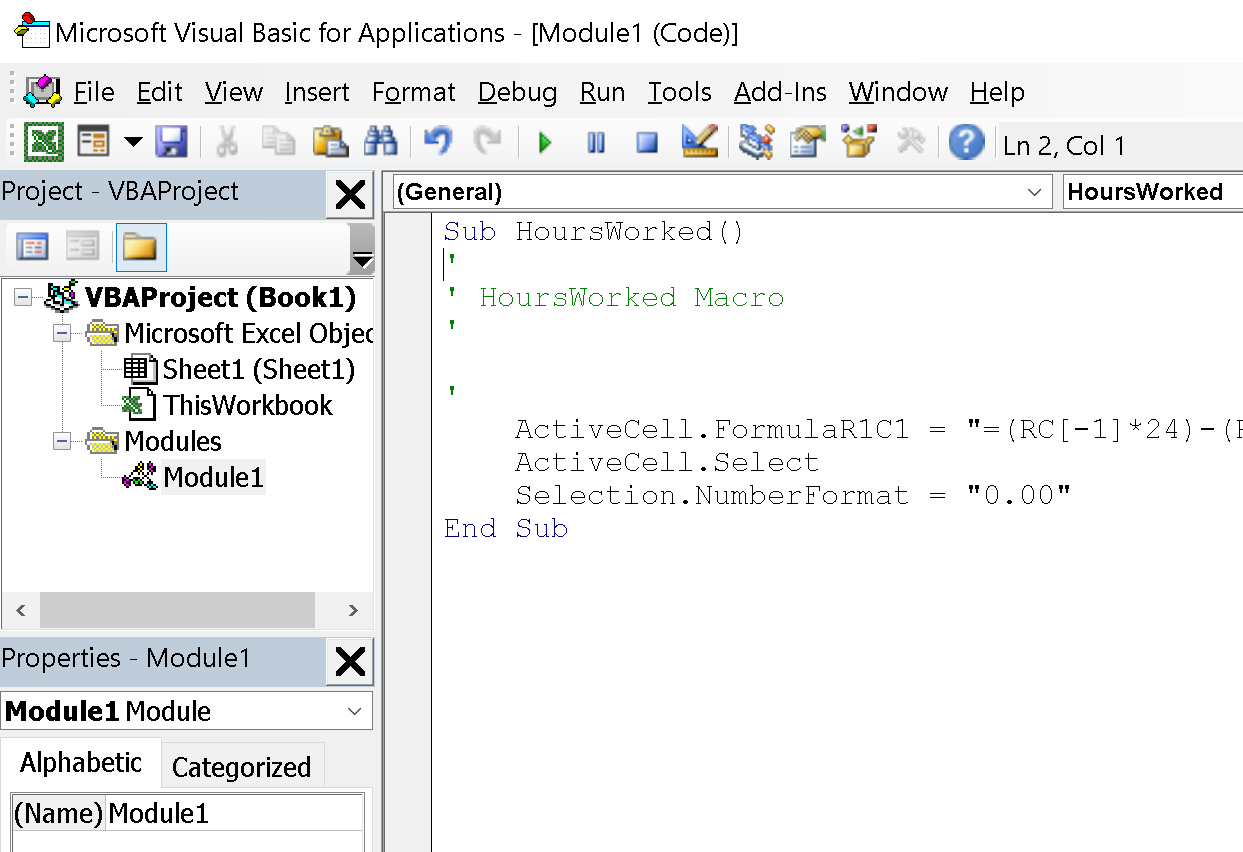 Microsoft Visual Basic for Applications - [Module1 (Code)]
File Edit View Insert Format Debug Run Tools Add-Ins Window Help
Ln 2, Col 1
Project - VBAProject
(General)
HoursWorked
VBAProject (Book1)
Microsoft Excel Objec
Sheet1 (Sheet1)
ThisWorkbook
Modules
Module1
Sub HoursWorked()
'
' HoursWorked Macro
'
'
ActiveCell.FormulaR1C1 = "=(RC[-1]*24)-(
ActiveCell.Select
Selection.NumberFormat = "0.00"
End Sub
Properties - Module1
Module1 Module
Alphabetic
Categorized
(Name) Module1